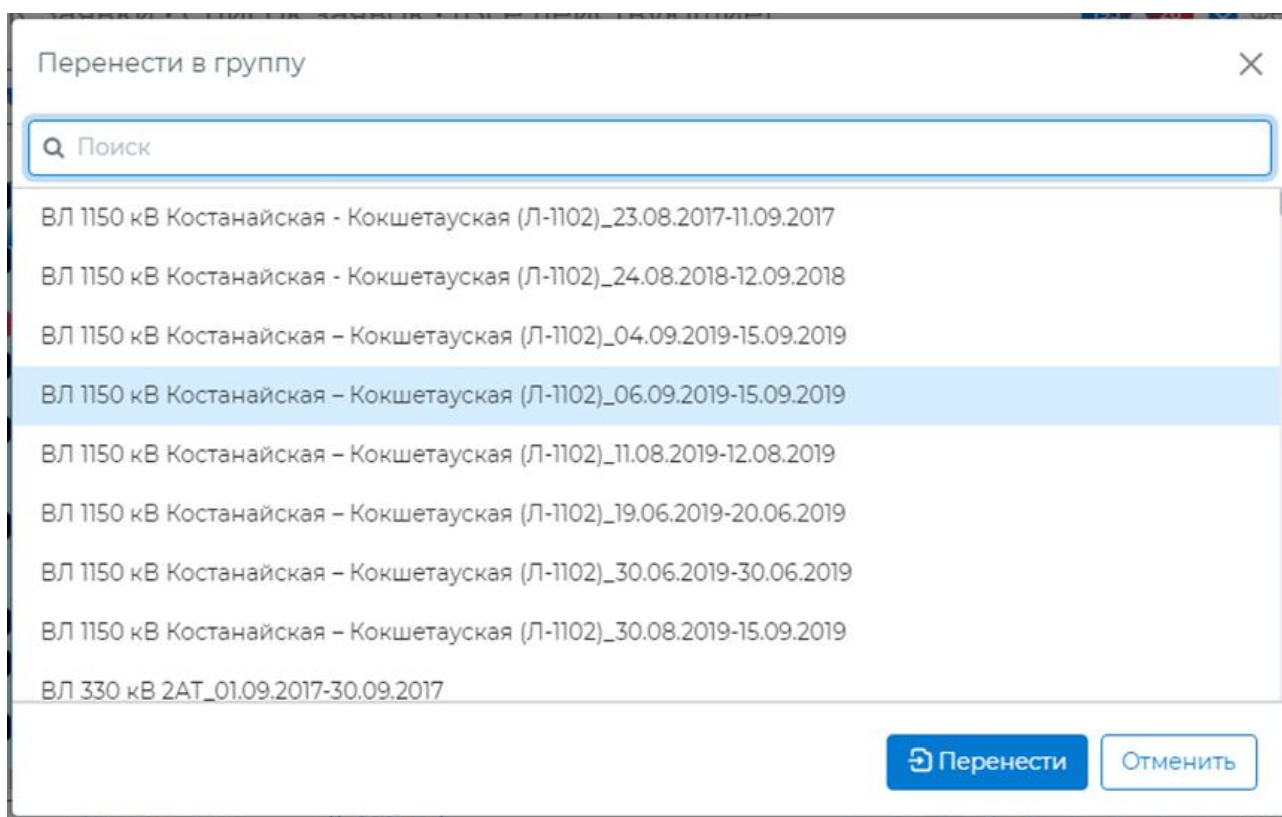 Перенести в группу
Поиск
ВЛ 1150 кВ Костанайская - Кокшетауская (Л-1102)_23.08.2017-11.09.2017
ВЛ 1150 кВ Костанайская - Кокшетауская (Л-1102)_24.08.2018-12.09.2018
ВЛ 1150 кВ Костанайская – Кокшетауская (Л-1102)_04.09.2019-15.09.2019
ВЛ 1150 кВ Костанайская – Кокшетауская (Л-1102)_06.09.2019-15.09.2019
ВЛ 1150 кВ Костанайская – Кокшетауская (Л-1102)_11.08.2019-12.08.2019
ВЛ 1150 кВ Костанайская – Кокшетауская (Л-1102)_19.06.2019-20.06.2019
ВЛ 1150 кВ Костанайская – Кокшетауская (Л-1102)_30.06.2019-30.06.2019
ВЛ 1150 кВ Костанайская – Кокшетауская (Л-1102)_30.08.2019-15.09.2019
ВЛ 330 кВ 2АТ_01.09.2017-30.09.2017
Перенести
Отменить